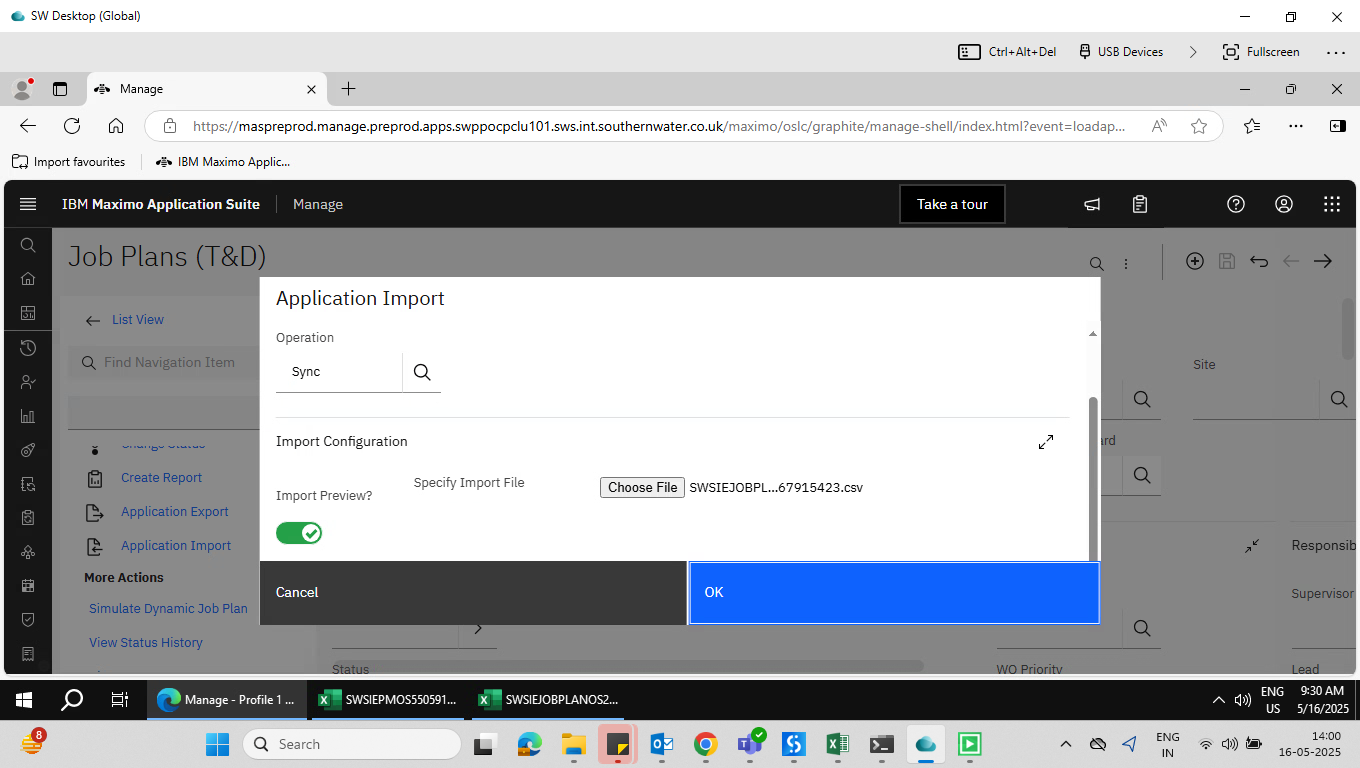 SW Desktop (Global)
Ctrl+Alt+Del
USB Devices
Fullscreen
Manage
https://maspreprod.manage.preprod.apps.swppocpclu101.sws.int.southernwater.co.uk/maximo/oslc/graphite/manage-shell/index.html?event=loadap...
Import favourites
IBM Maximo Applic...
IBM Maximo Application Suite
Manage
Take a tour
Job Plans (T&D)
List View
Find Navigation Item
Create Report
Application Export
Application Import
More Actions
Simulate Dynamic Job Plan
View Status History
Application Import
Operation
Sync
Import Configuration
Import Preview?
Specify Import File
Choose File
SWSIEJOBPL...67915423.csv
Cancel
OK
Site
Responsib
Supervisor
Status
WO Priority
Lead
Manage - Profile 1 ...
SWSIEPMOS550591...
SWSIEJOBPLANOS2...
ENG
US
9:30 AM
5/16/2025
8
Search
ENG
IN
14:00
16-05-2025